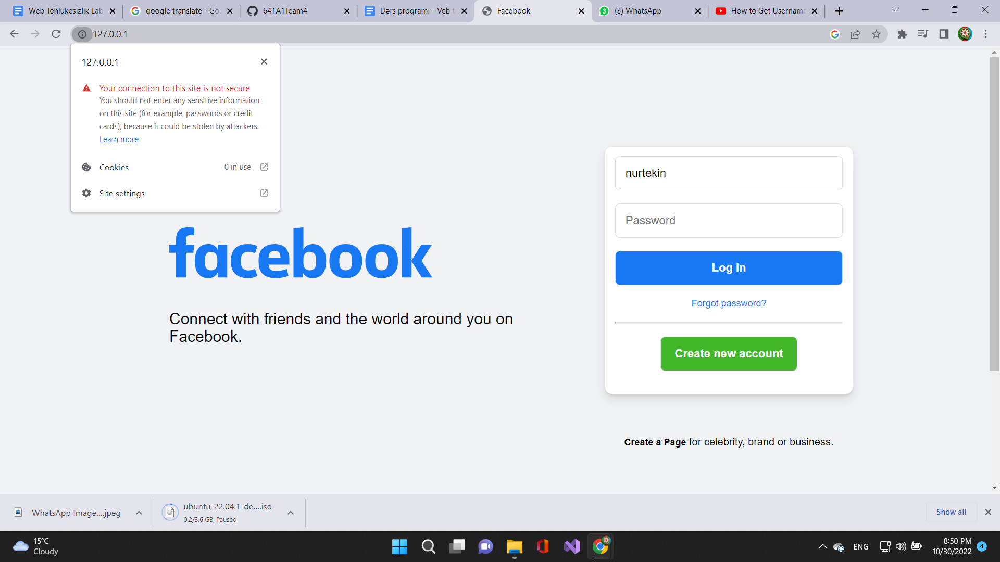 Web Tehlukesizlik Lab
google translate - Goo
641A1Team4
Dərs proqramı - Veb t
Facebook
(3) WhatsApp
How to Get Username
127.0.0.1
127.0.0.1
Your connection to this site is not secure
You should not enter any sensitive information
on this site (for example, passwords or credit
cards), because it could be stolen by attackers.
Learn more
Cookies
0 in use
Site settings
facebook
Connect with friends and the world around you on
Facebook.
nurtekin
Password
Log In
Forgot password?
Create new account
Create a Page for celebrity, brand or business.
WhatsApp Image....jpeg
ubuntu-22.04.1-de....iso
0.2/3.6 GB, Paused
Show all
15°C
Cloudy
ENG
8:50 PM
10/30/2022
4